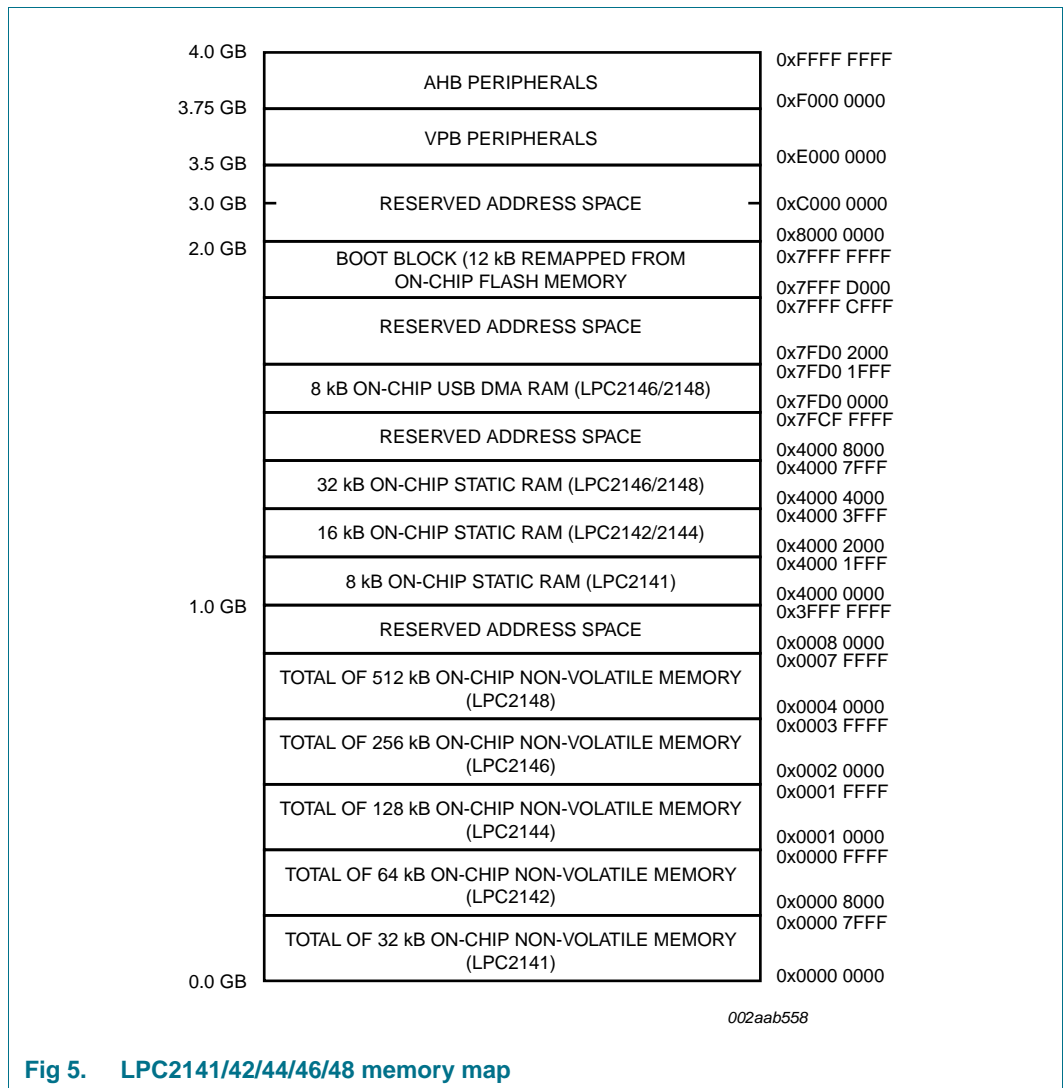 4.0 GB
0xFFFF FFFF
AHB PERIPHERALS
3.75 GB
0xF000 0000
VPB PERIPHERALS
3.5 GB
0xE000 0000
3.0 GB
RESERVED ADDRESS SPACE
0xC000 0000
0x8000 0000
2.0 GB
0x7FFF FFFF
BOOT BLOCK (12 kB REMAPPED FROM
ON-CHIP FLASH MEMORY
0x7FFF D000
0x7FFF CFFF
RESERVED ADDRESS SPACE
0x7FD0 2000
0x7FD0 1FFF
8 kB ON-CHIP USB DMA RAM (LPC2146/2148)
0x7FD0 0000
0x7FCF FFFF
RESERVED ADDRESS SPACE
0x4000 8000
0x4000 7FFF
32 kB ON-CHIP STATIC RAM (LPC2146/2148)
0x4000 4000
0x4000 3FFF
16 kB ON-CHIP STATIC RAM (LPC2142/2144)
0x4000 2000
0x4000 1FFF
8 kB ON-CHIP STATIC RAM (LPC2141)
0x4000 0000
1.0 GB
0x3FFF FFFF
RESERVED ADDRESS SPACE
0x0008 0000
0x0007 FFFF
TOTAL OF 512 kB ON-CHIP NON-VOLATILE MEMORY
(LPC2148)
0x0004 0000
0x0003 FFFF
TOTAL OF 256 kB ON-CHIP NON-VOLATILE MEMORY
(LPC2146)
0x0002 0000
0x0001 FFFF
TOTAL OF 128 kB ON-CHIP NON-VOLATILE MEMORY
(LPC2144)
0x0001 0000
0x0000 FFFF
TOTAL OF 64 kB ON-CHIP NON-VOLATILE MEMORY
(LPC2142)
0x0000 8000
0x0000 7FFF
TOTAL OF 32 kB ON-CHIP NON-VOLATILE MEMORY
(LPC2141)
0.0 GB
0x0000 0000
002aab558
Fig 5. LPC2141/42/44/46/48 memory map